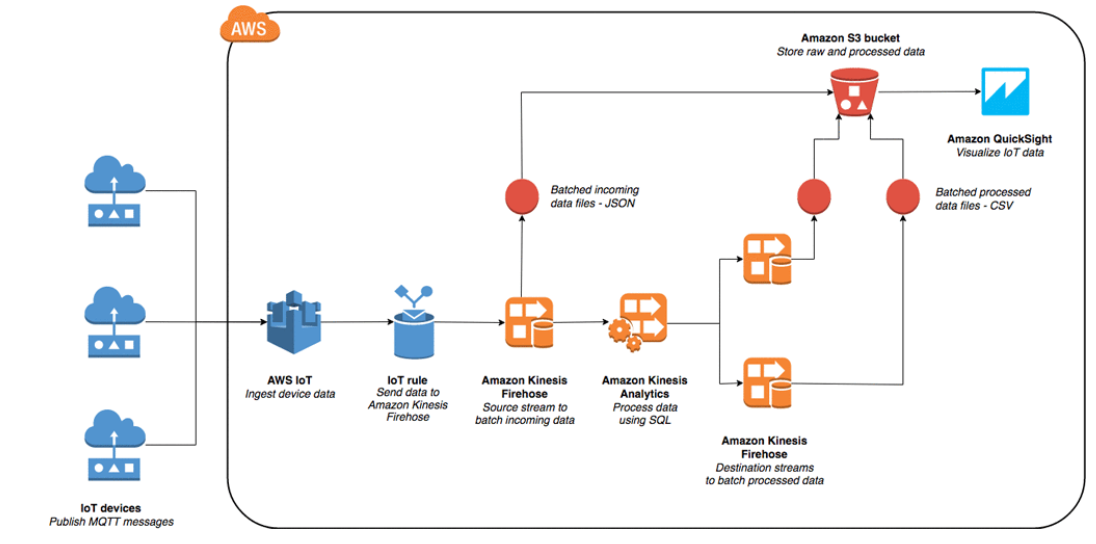 AWS
Amazon S3 bucket
Store raw and processed data
Amazon QuickSight
Visualize IoT data
Batched incoming
data files - JSON
Batched processed
data files - CSV
AWS IoT
Ingest device data
IoT rule
Send data to
Amazon Kinesis
Firehose
Amazon Kinesis
Firehose
Source stream to
batch incoming data
Amazon Kinesis
Analytics
Process data
using SQL
Amazon Kinesis
Firehose
Destination streams
to batch processed data
IoT devices
Publish MQTT messages